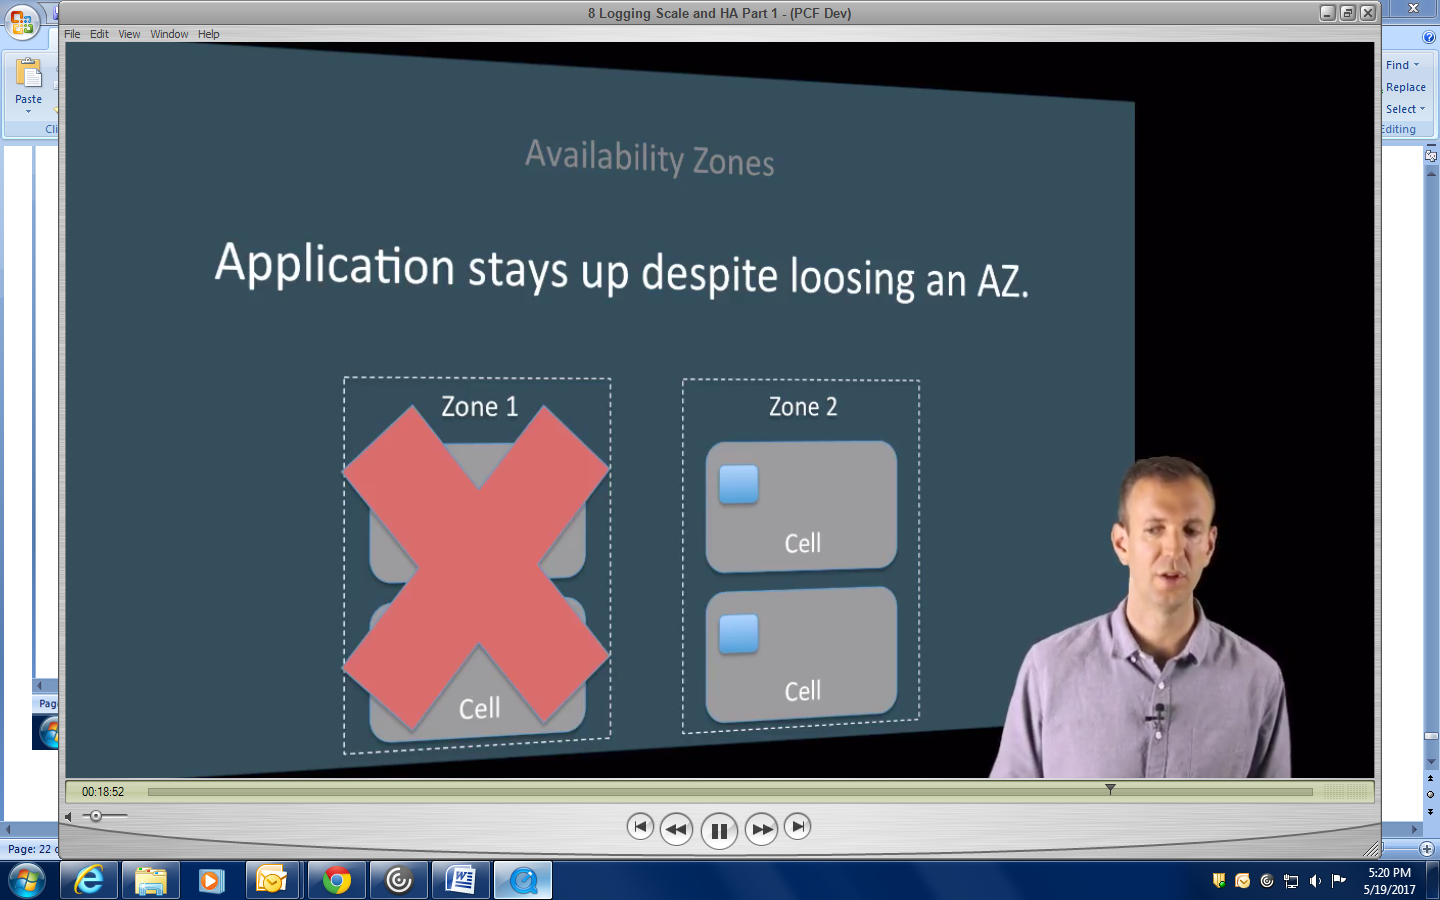 8 Logging Scale and HA Part 1 - (PCF Dev)
File Edit View Window Help
Paste
Find
Replace
Select
Editing
Availability Zones
Application stays up despite loosing an AZ.
Zone 1
Zone 2
Cell
Cell
Cell
00:18:52
Page: 22
5:20 PM
5/19/2017